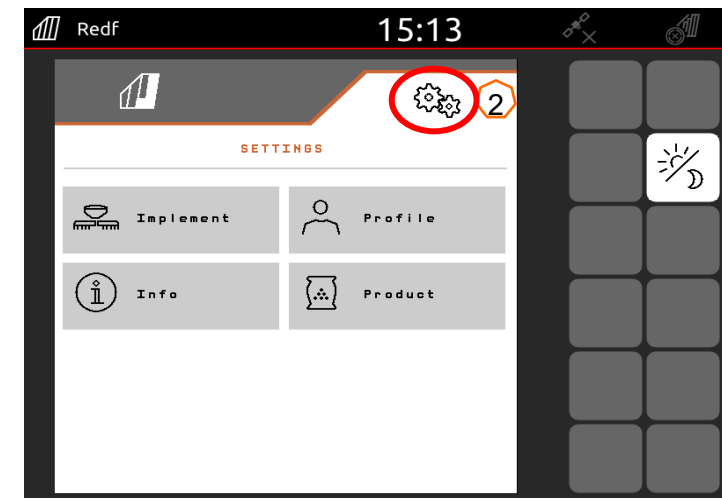 Redf 15:13
2
SETTINGS
Implement Profile
Info Product